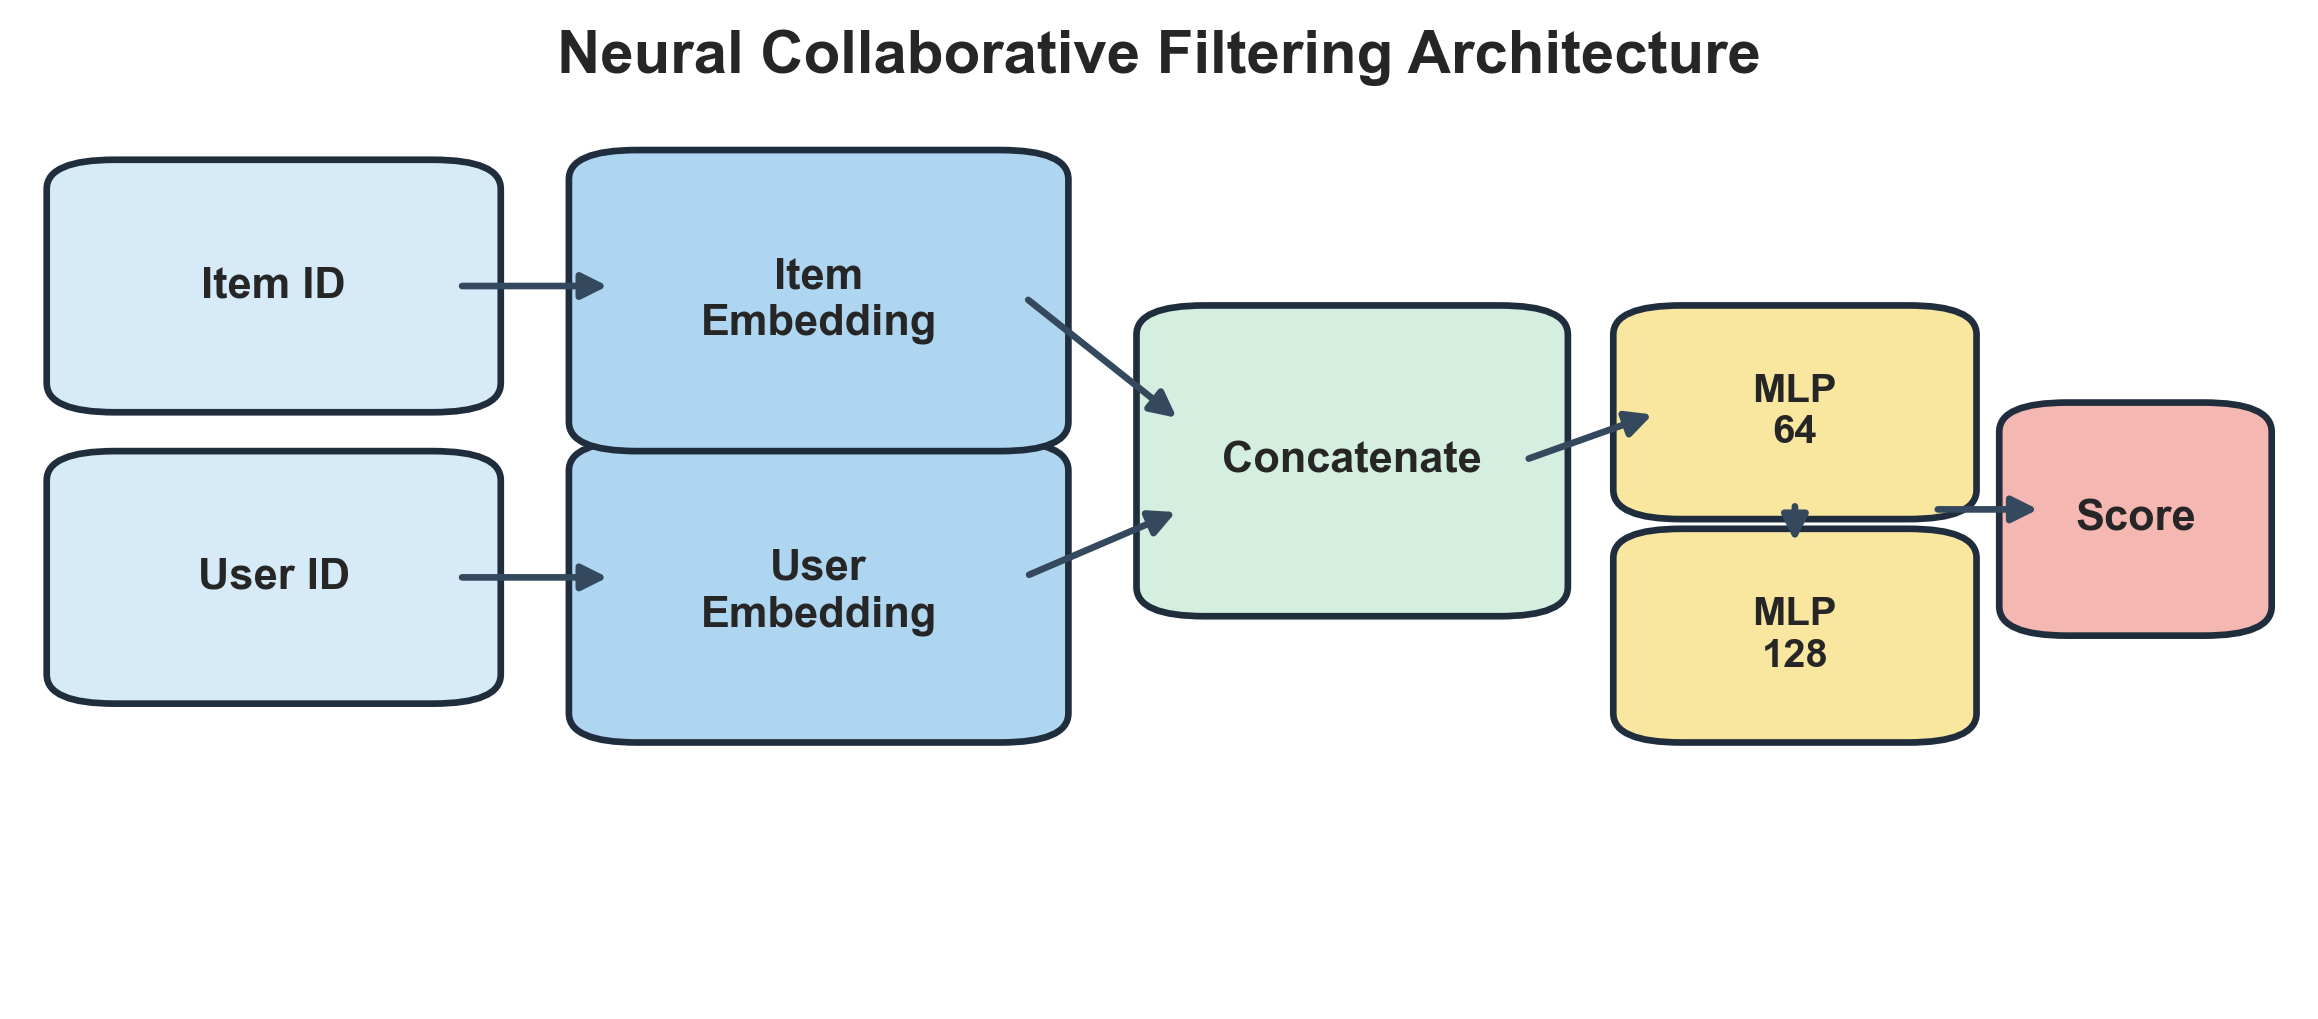 Neural Collaborative Filtering Architecture
Item ID
Item
Embedding
User ID
User
Embedding
Concatenate
MLP
64
MLP
128
Score